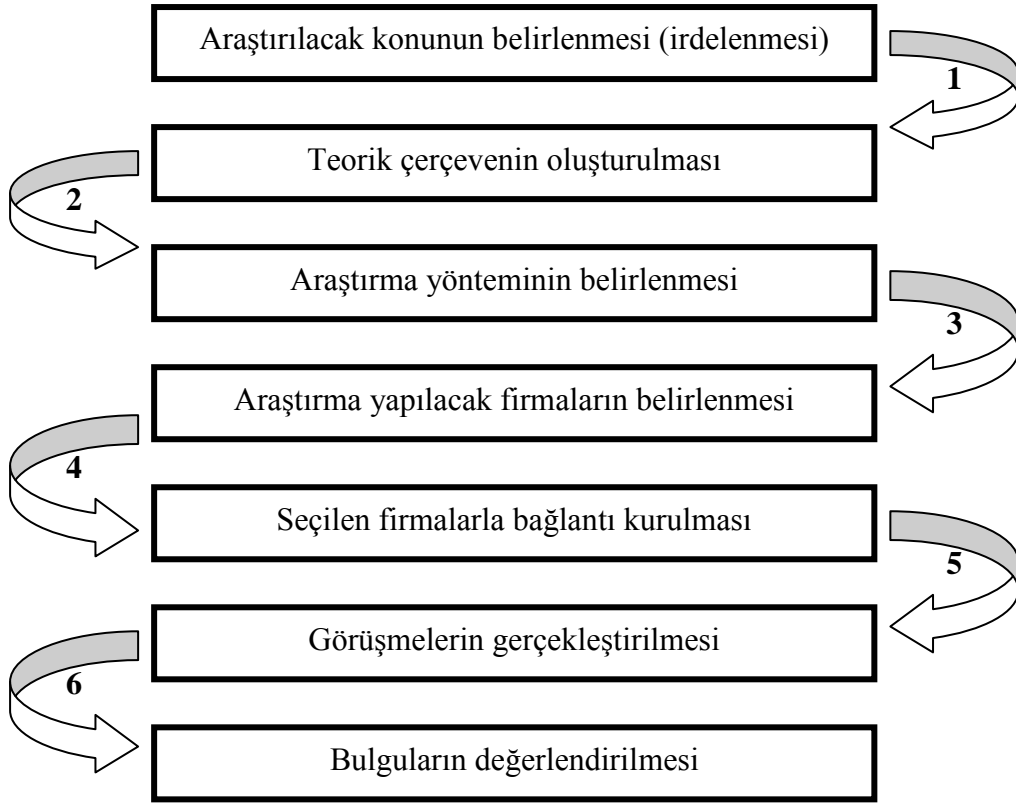 Araştırılacak konunun belirlenmesi (irdelenmesi)
1
Teorik çerçevenin oluşturulması
2
Araştırma yönteminin belirlenmesi
3
Araştırma yapılacak firmaların belirlenmesi
4
Seçilen firmalarla bağlantı kurulması
5
Görüşmelerin gerçekleştirilmesi
6
Bulguların değerlendirilmesi